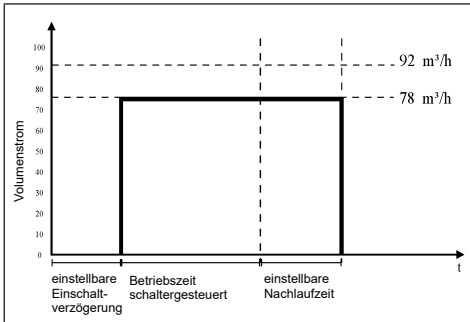 100
90
80
70
60
50
40
30
20
10
0
Volumenstrom
92 m³/h
78 m³/h
t
einstellbare
Einschalt-
verzögerung
Betriebszeit
schaltergesteuert
einstellbare
Nachlaufzeit